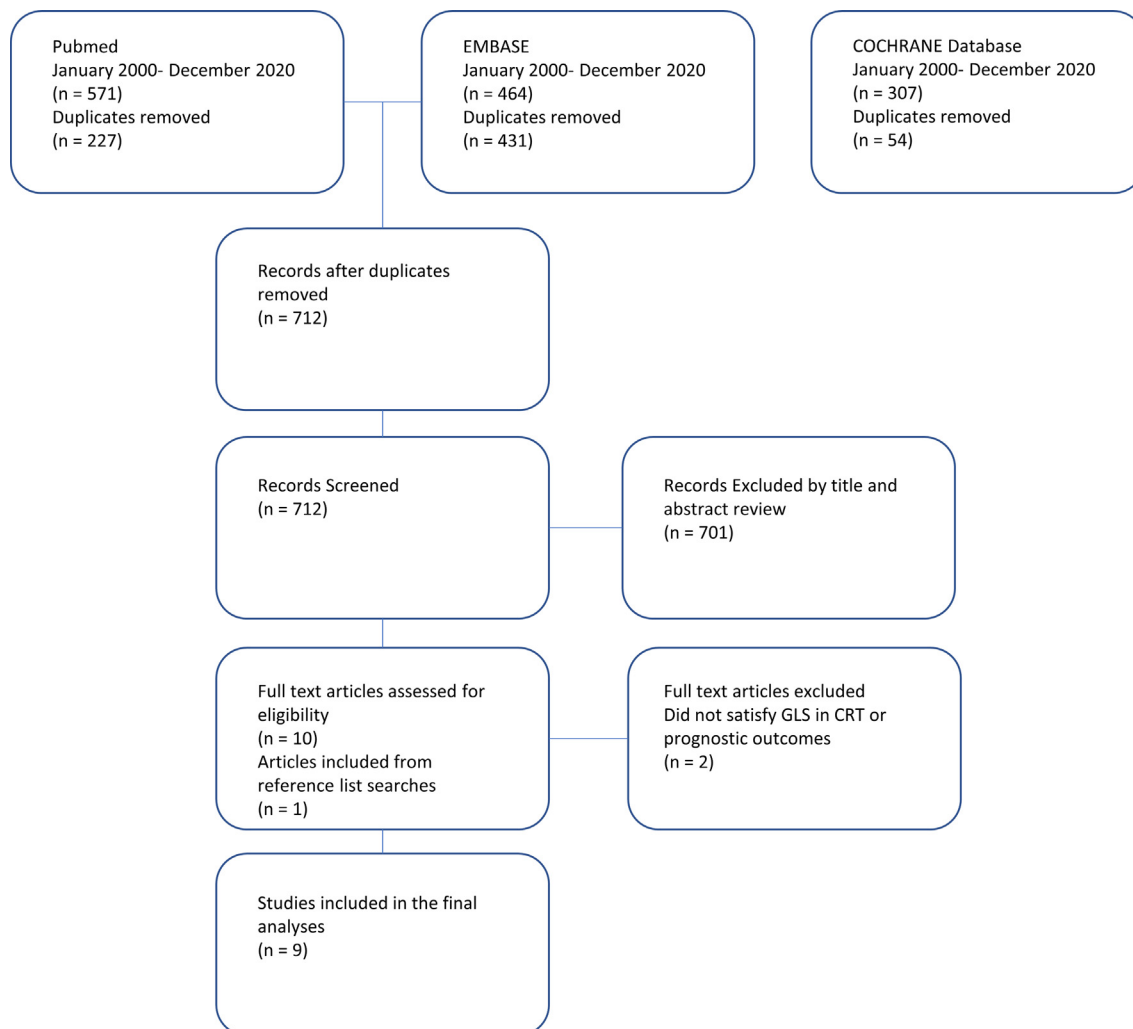 Pubmed
January 2000- December 2020
(n = 571)
Duplicates removed
(n = 227)
EMBASE
January 2000- December 2020
(n = 464)
Duplicates removed
(n = 431)
COCHRANE Database
January 2000- December 2020
(n = 307)
Duplicates removed
(n = 54)
Records after duplicates
removed
(n = 712)
Records Screened
(n = 712)
Records Excluded by title and
abstract review
(n = 701)
Full text articles assessed for
eligibility
(n = 10)
Articles included from
reference list searches
(n = 1)
Full text articles excluded
Did not satisfy GLS in CRT or
prognostic outcomes
(n = 2)
Studies included in the final
analyses
(n = 9)